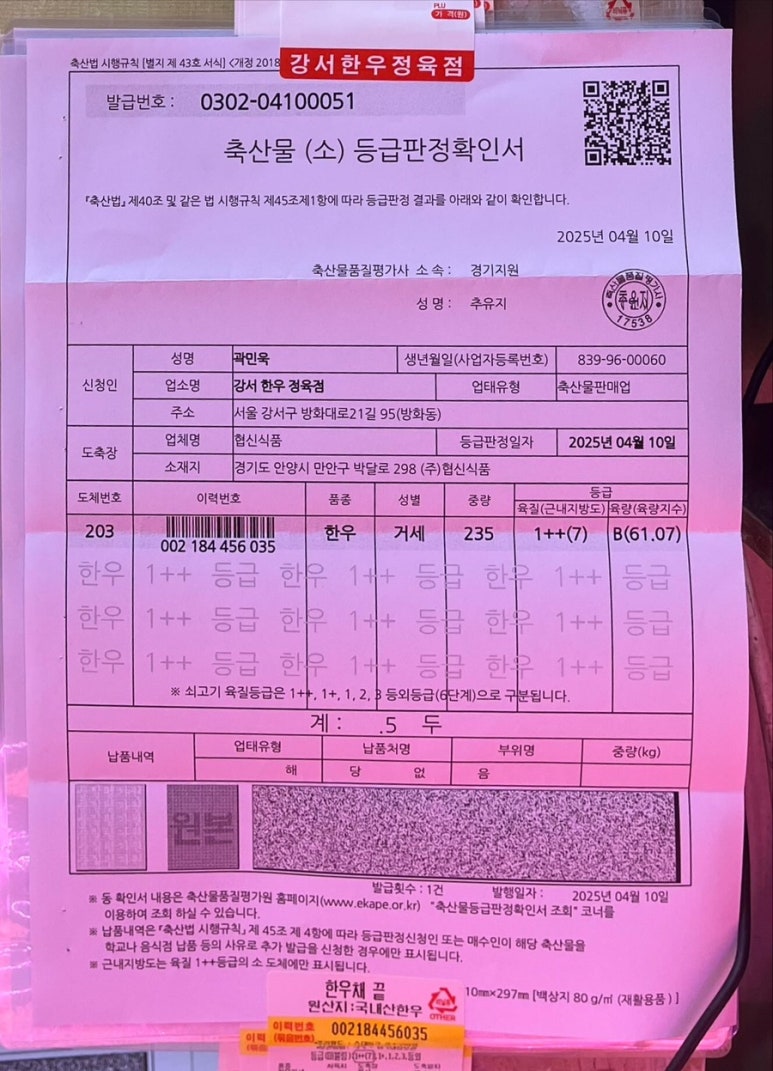 PLU
가 격(원)
강서한우정육점
축산법 시행규칙 [별지 제 43호 서식] <개정 2018
발급번호 : 0302-04100051
축산물 (소) 등급판정확인서
「축산법」 제40조 및 같은 법 시행규칙 제45조제1항에 따라 등급판정 결과를 아래와 같이 확인합니다.
2025년 04월 10일
축산물품질평가사 소 속 : 경기지원
성 명 : 추유지
축산물품질평가사
추유지
17538
신청인 성명 곽민욱 생년월일(사업자등록번호) 839-96-00060
업소명 강서 한우 정육점 업태유형 축산물판매업
주소 서울 강서구 방화대로21길 95(방화동)
도축장 업체명 협신식품 등급판정일자 2025년 04월 10일
소재지 경기도 안양시 만안구 박달로 298 (주)협신식품
도체번호 이력번호 품종 성별 중량 등급
육질(근내지방도) 육량(육량지수)
203 002 184 456 035 한우 거세 235 1++(7) B(61.07)
한우 1++ 등급 한우 1++ 등급 한우 1++ 등급
한우 1++ 등급 한우 1++ 등급 한우 1++ 등급
한우 1++ 등급 한우 1++ 등급 한우 1++ 등급
※ 쇠고기 육질등급은 1++, 1+, 1, 2, 3 등외등급(6단계)으로 구분됩니다.
계 : .5 두
납품내역 업태유형 납품처명 부위명 중량(kg)
해 당 없 음
원본
발급횟수 : 1건 발행일자 : 2025년 04월 10일
※ 동 확인서 내용은 축산물품질평가원 홈페이지(www.ekape.or.kr) "축산물등급판정확인서 조회" 코너를
이용하여 조회 하실 수 있습니다.
※ 납품내역은 「축산법 시행규칙」 제 45조 제 4항에 따라 등급판정신청인 또는 매수인이 해당 축산물을
학교나 음식점 납품 등의 사유로 추가 발급을 신청한 경우에만 표시됩니다.
※ 근내지방도는 육질 1++등급의 소 도체에만 표시됩니다.
10mm×297mm [백상지 80 g/㎡ (재활용품 ) ]
한우채 끝
원산지:국내산한우
OTHER
이력번호
(묶음번호) 002184456035
이력